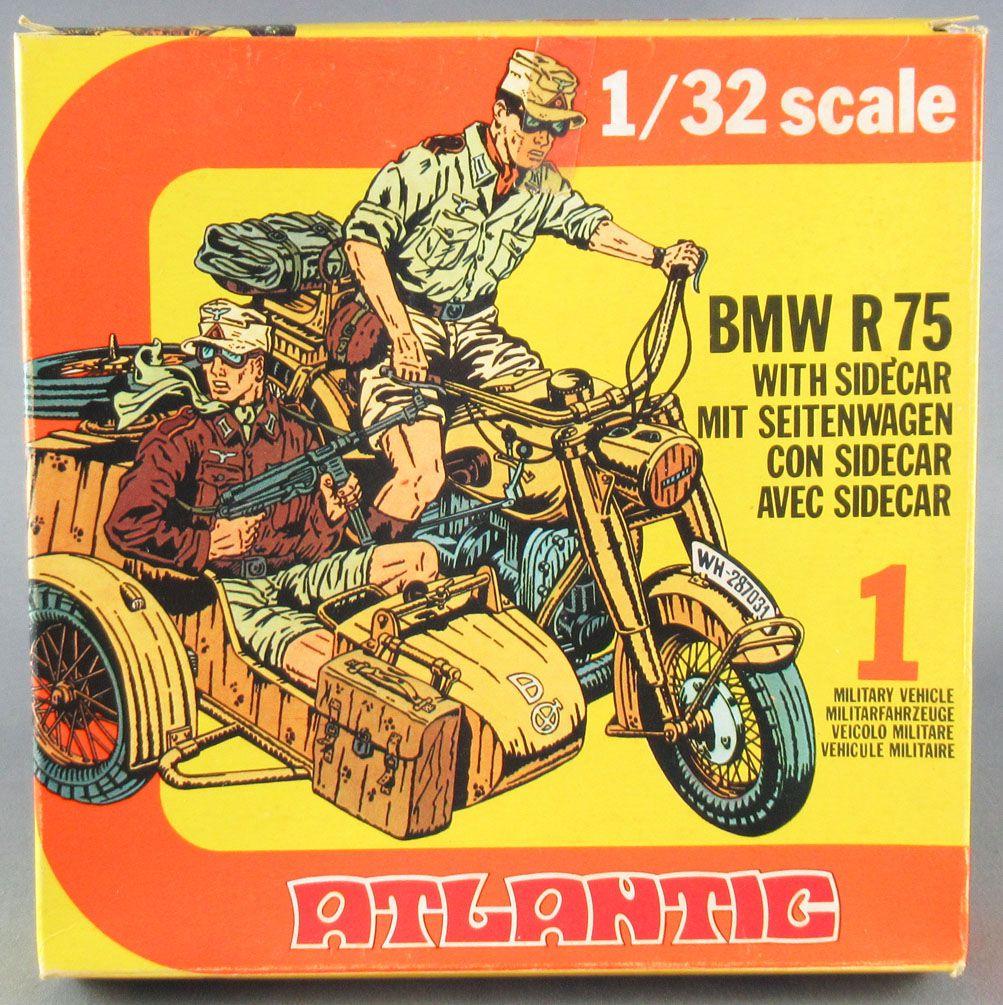 1/32 scale
BMW R 75
WITH SIDECAR
MIT SEITENWAGEN
CON SIDECAR
AVEC SIDECAR
WH-287031
1
MILITARY VEHICLE
MILITARFAHRZEUGE
VEICOLO MILITARE
VEHICULE MILITAIRE
ATLANTIC